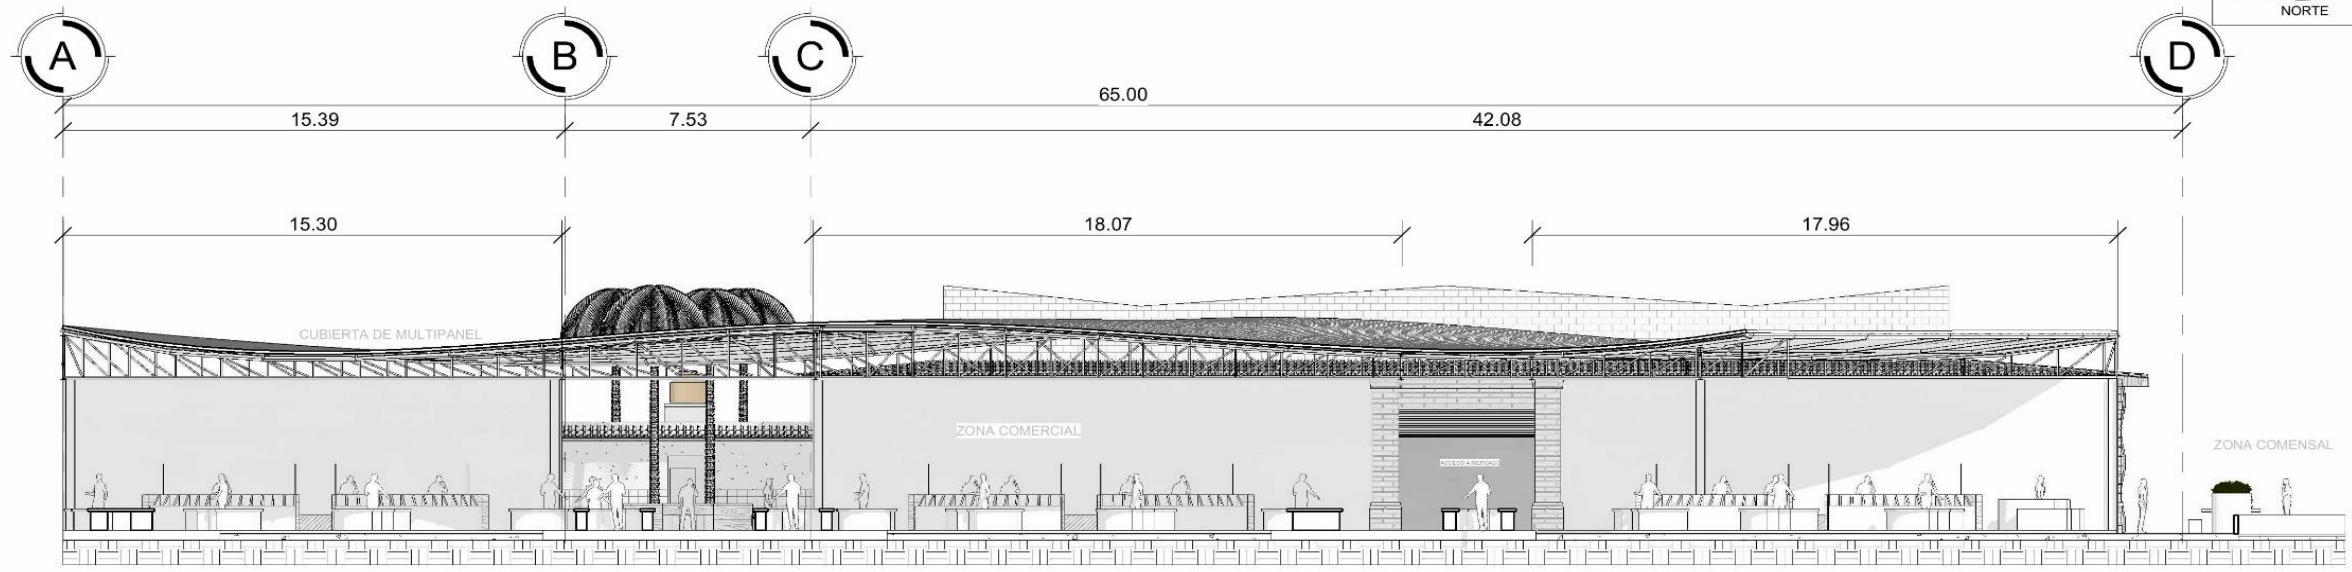 NORTE
A
B
C
D
65.00
15.39
7.53
42.08
15.30
18.07
17.96
CUBIERTA DE MULTIPANEL
ZONA COMERCIAL
ZONA COMENSAL
ACCESO A MERCADO